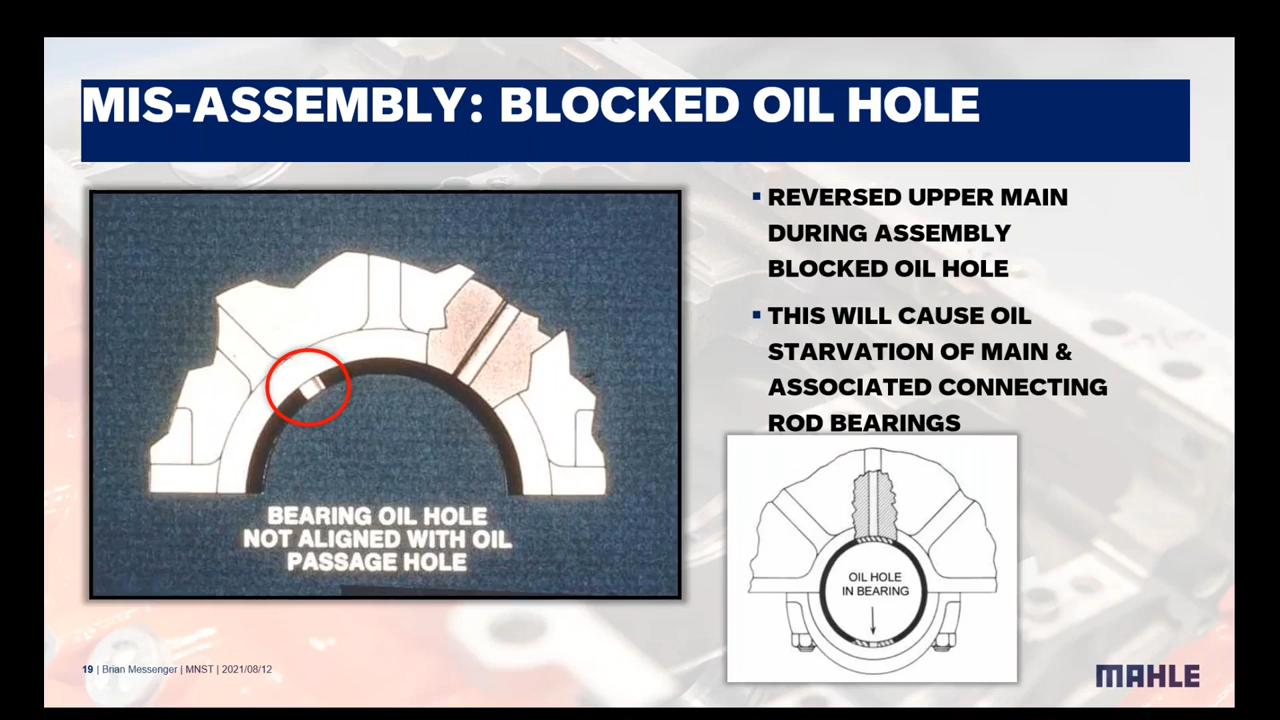 MIS-ASSEMBLY: BLOCKED OIL HOLE
BEARING OIL HOLE
NOT ALIGNED WITH OIL
PASSAGE HOLE
▪ REVERSED UPPER MAIN
DURING ASSEMBLY
BLOCKED OIL HOLE
▪ THIS WILL CAUSE OIL
STARVATION OF MAIN &
ASSOCIATED CONNECTING
ROD BEARINGS
OIL HOLE
IN BEARING
19 | Brian Messenger | MNST | 2021/08/12
MAHLE